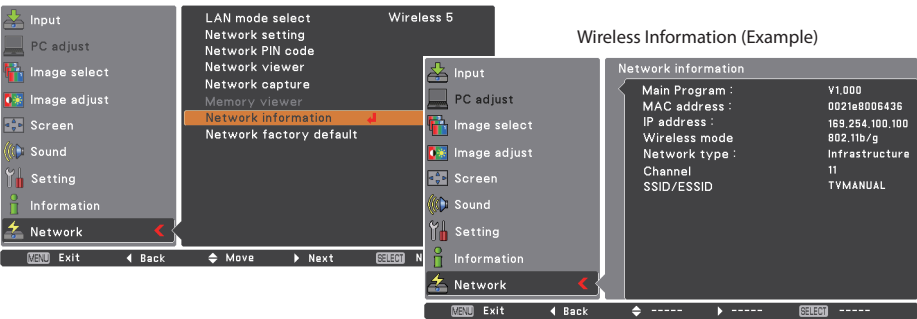 Input
PC adjust
Image select
Image adjust
Screen
Sound
Setting
Information
Network
LAN mode select Wireless 5
Network setting
Network PIN code
Network viewer
Network capture
Memory viewer
Network information
Network factory default
MENU Exit Back Move Next SELECT N
Wireless Information (Example)
Input
PC adjust
Image select
Image adjust
Screen
Sound
Setting
Information
Network
Network information
Main Program : V1,000
MAC address : 0021e8006436
IP address : 169,254,100,100
Wireless mode 802.11b/g
Network type : Infrastructure
Channel 11
SSID/ESSID TVMANUAL
MENU Exit Back ----- ----- SELECT -----